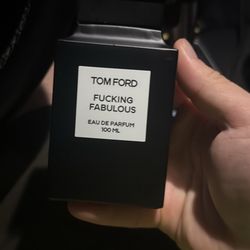 TOM FORD
FUCKING
FABULOUS
EAU DE PARFUM
100 ML